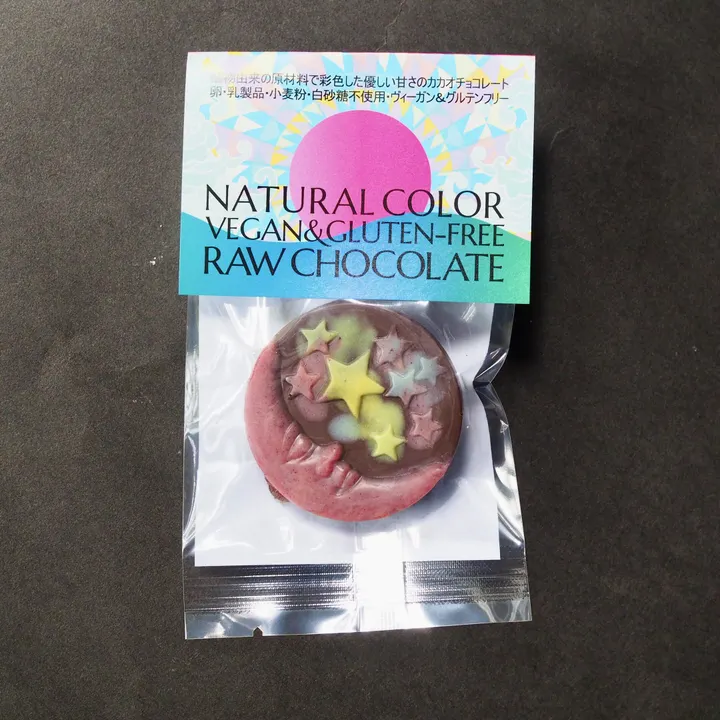 植物由来の原材料で彩色した優しい甘さのカカオチョコレート
卵・乳製品・小麦粉・白砂糖不使用・ヴィーガン&グルテンフリー
NATURAL COLOR
VEGAN&GLUTEN-FREE
RAW CHOCOLATE